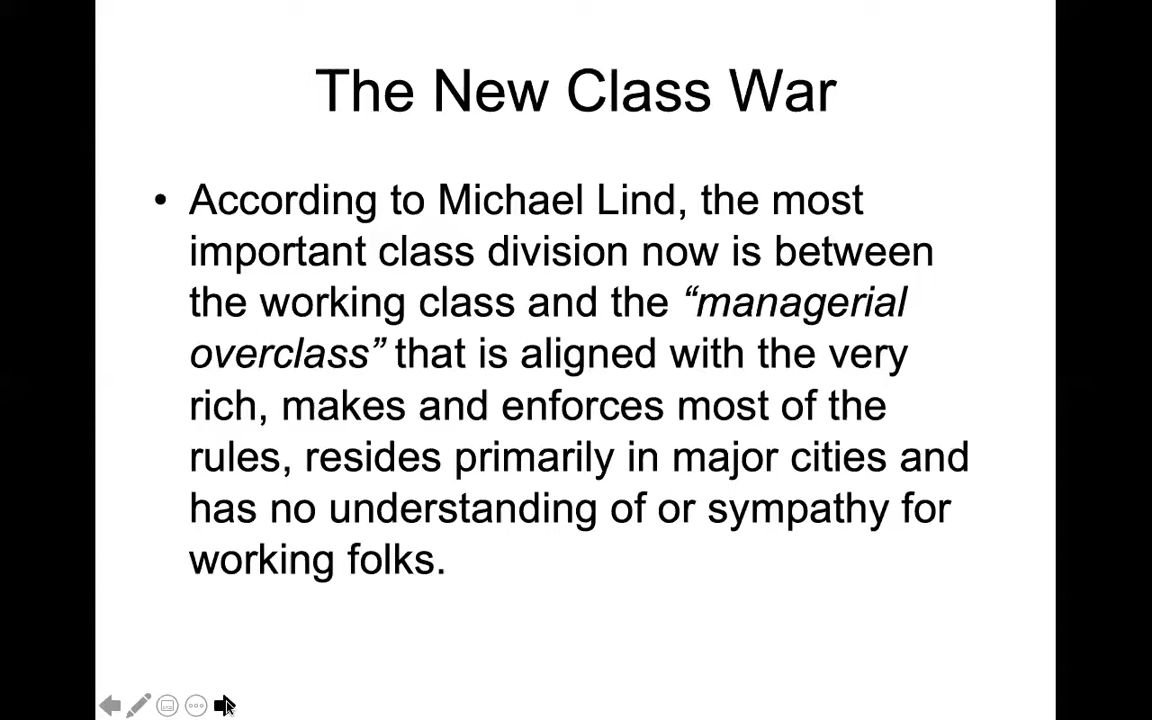 The New Class War
• According to Michael Lind, the most
important class division now is between
the working class and the “managerial
overclass” that is aligned with the very
rich, makes and enforces most of the
rules, resides primarily in major cities and
has no understanding of or sympathy for
working folks.